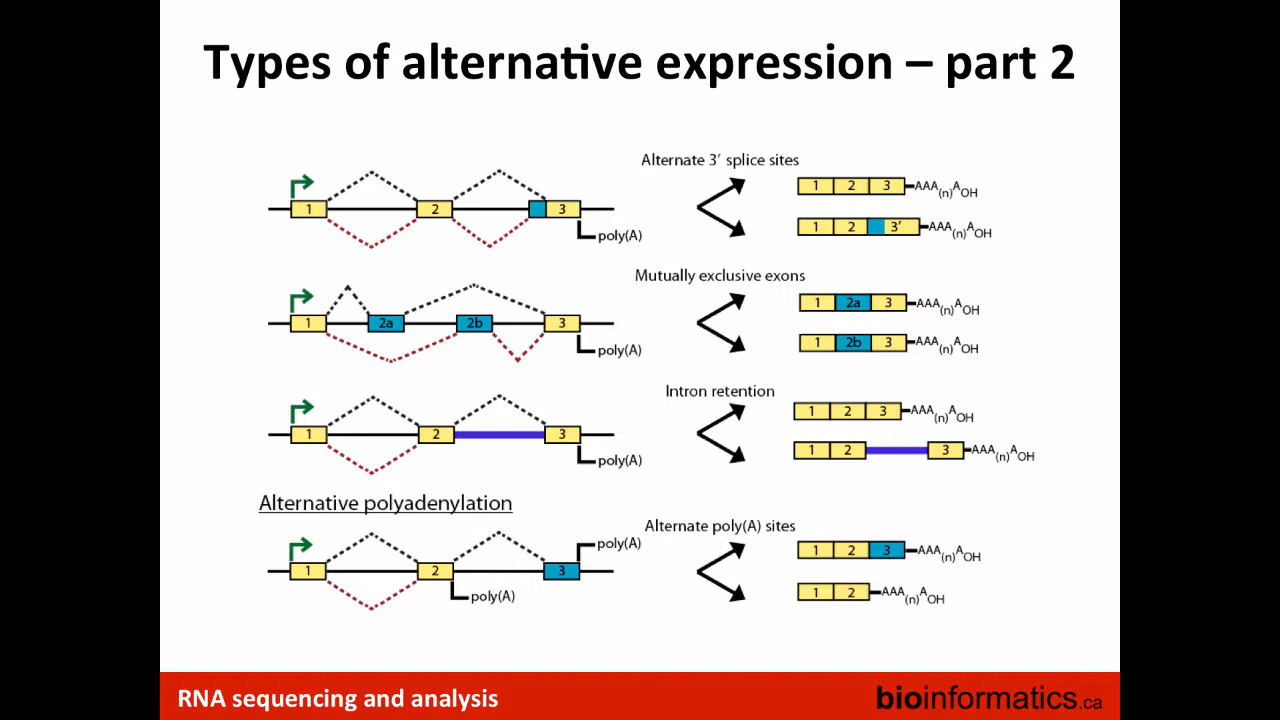 Types of alternative expression – part 2
Alternate 3’ splice sites
1 2 3 poly(A)
1 2 3 AAA(n)AOH
1 2 3’ AAA(n)AOH
Mutually exclusive exons
1 2a 2b 3 poly(A)
1 2a 3 AAA(n)AOH
1 2b 3 AAA(n)AOH
Intron retention
1 2 3 poly(A)
1 2 3 AAA(n)AOH
1 2 3 AAA(n)AOH
Alternative polyadenylation
Alternate poly(A) sites
poly(A)
1 2 3
poly(A)
1 2 3 AAA(n)AOH
1 2 AAA(n)AOH
RNA sequencing and analysis
bioinformatics.ca